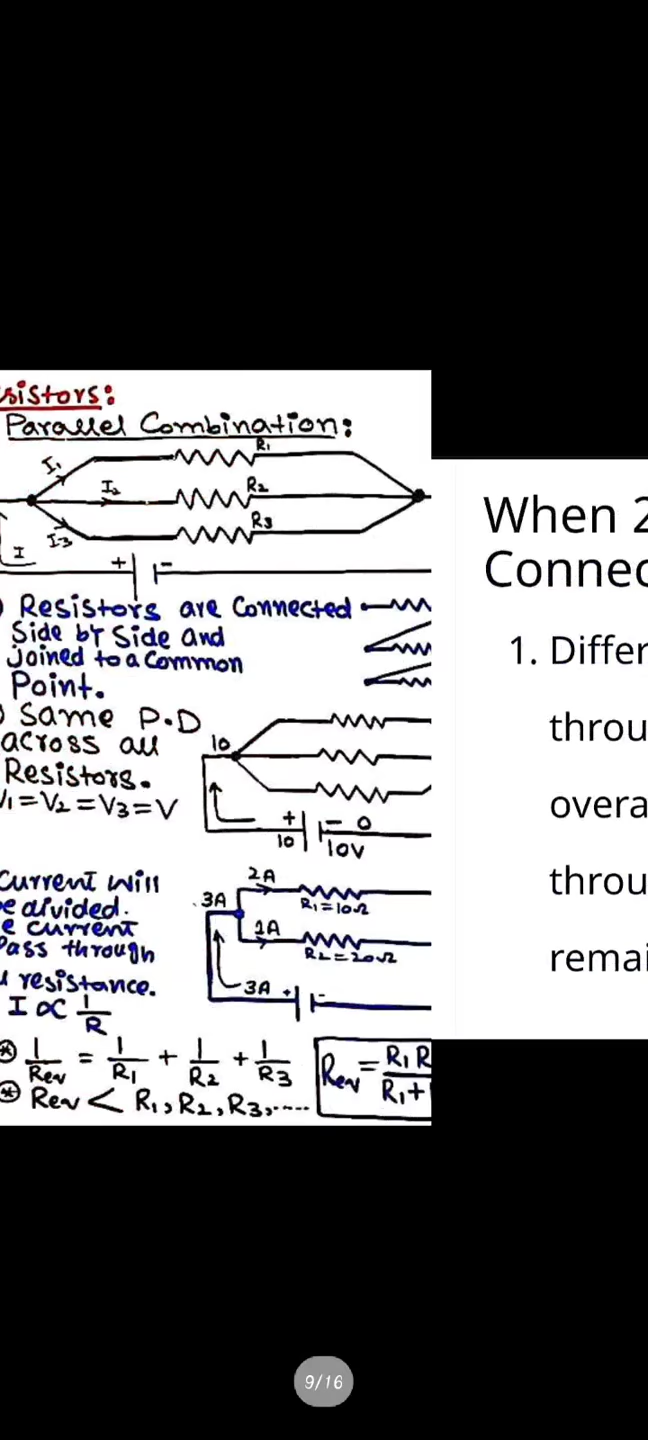 sistors:
Parallel Combination:
R₁
I₁
I₂ R₂
I₃ R₃
I + -
Resistors are Connected
Side by Side and
Joined to a Common
Point.
Same P.D
across all 10
Resistors.
V₁=V₂=V₃=V
+ - 0
10 10V
Current will
be divided.
e current
Pass through
resistance.
I ∝ 1/R
2A
3A R₁=10Ω
1A
R₂=20Ω
3A +-
⊛ 1/Rev = 1/R₁ + 1/R₂ + 1/R₃
⊛ Rev < R₁, R₂, R₃,....
Rev = R₁ R / R₁+
When 2
Connec
1. Differ
throu
overa
throu
remai
9/16